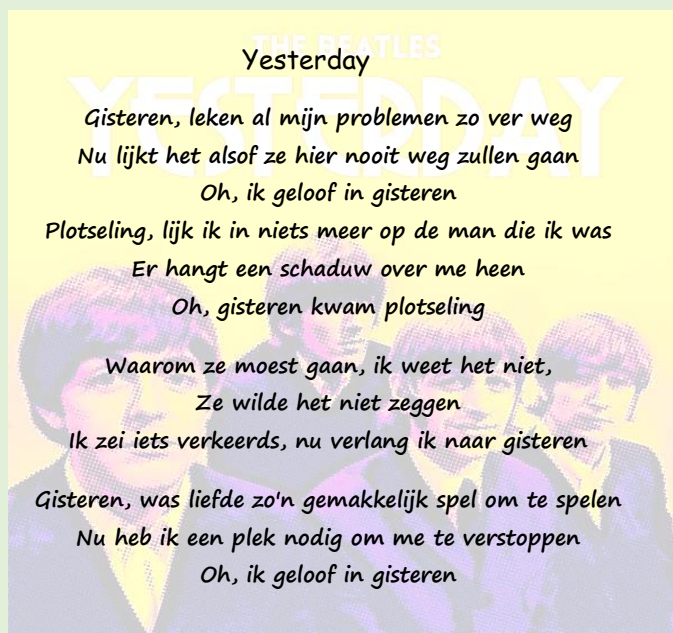 THE BEATLES
YESTERDAY
Yesterday
Gisteren, leken al mijn problemen zo ver weg
Nu lijkt het alsof ze hier nooit weg zullen gaan
Oh, ik geloof in gisteren
Plotseling, lijk ik in niets meer op de man die ik was
Er hangt een schaduw over me heen
Oh, gisteren kwam plotseling
Waarom ze moest gaan, ik weet het niet,
Ze wilde het niet zeggen
Ik zei iets verkeerds, nu verlang ik naar gisteren
Gisteren, was liefde zo'n gemakkelijk spel om te spelen
Nu heb ik een plek nodig om me te verstoppen
Oh, ik geloof in gisteren